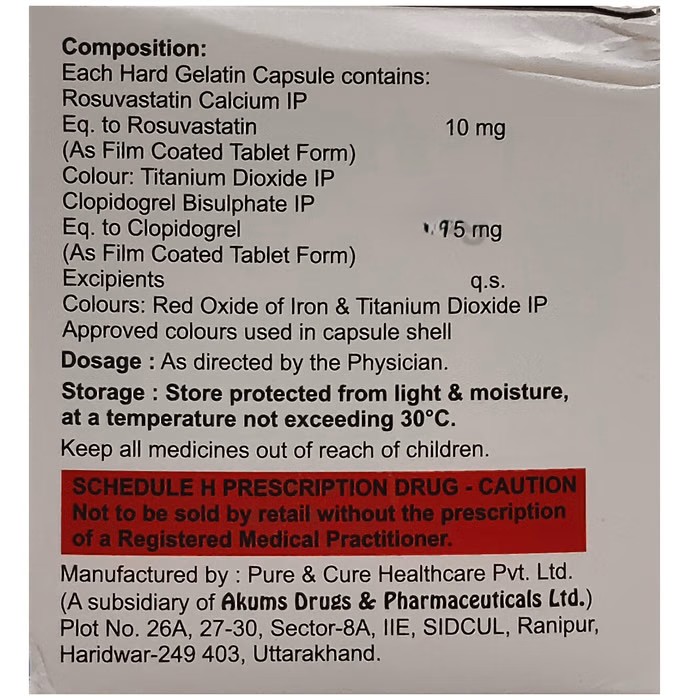 Composition:
Each Hard Gelatin Capsule contains:
Rosuvastatin Calcium IP
Eq. to Rosuvastatin 10 mg
(As Film Coated Tablet Form)
Colour: Titanium Dioxide IP
Clopidogrel Bisulphate IP
Eq. to Clopidogrel mg
(As Film Coated Tablet Form)
Excipients q.s.
Colours: Red Oxide of Iron & Titanium Dioxide IP
Approved colours used in capsule shell
Dosage : As directed by the Physician.
Storage : Store protected from light & moisture,
at a temperature not exceeding 30°C.
Keep all medicines out of reach of children.
SCHEDULE H PRESCRIPTION DRUG - CAUTION
Not to be sold by retail without the prescription
of a Registered Medical Practitioner.
Manufactured by : Pure & Cure Healthcare Pvt. Ltd.
(A subsidiary of Akums Drugs & Pharmaceuticals Ltd.)
Plot No. 26A, 27-30, Sector-8A, IIE, SIDCUL, Ranipur,
Haridwar-249 403, Uttarakhand.